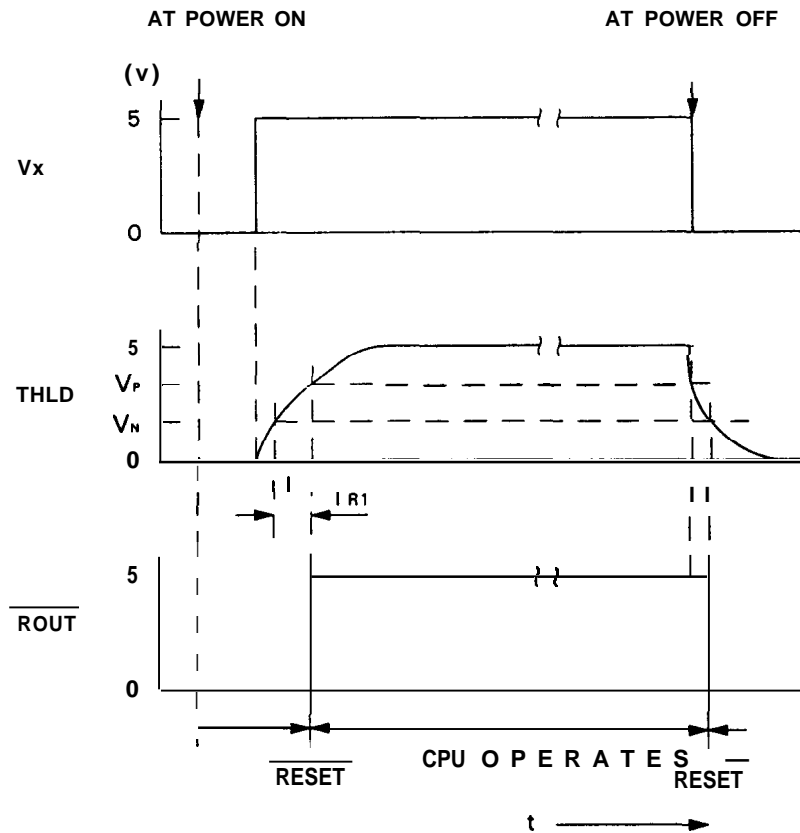 AT POWER ON
AT POWER OFF
(v)
5
Vx
0
5
VP
THLD
VN
0
I R1
5
ROUT
0
CPU OPERATES
RESET
RESET
t